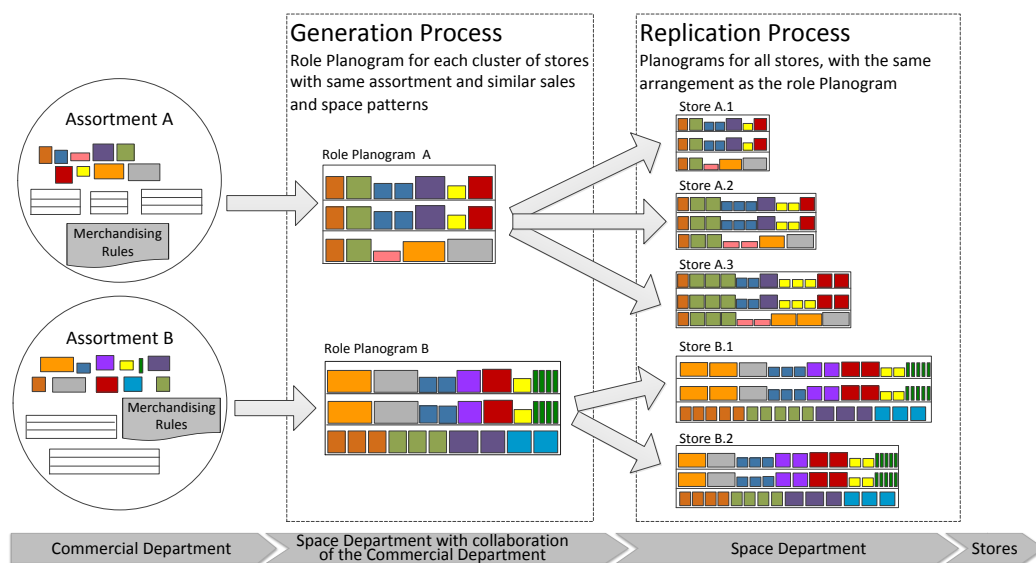 Generation Process
Role Planogram for each cluster of stores
with same assortment and similar sales
and space patterns
Replication Process
Planograms for all stores, with the same
arrangement as the role Planogram
Assortment A
Merchandising
Rules
Role Planogram A
Store A.1
Store A.2
Store A.3
Assortment B
Merchandising
Rules
Role Planogram B
Store B.1
Store B.2
Commercial Department
Space Department with collaboration
of the Commercial Department
Space Department
Stores